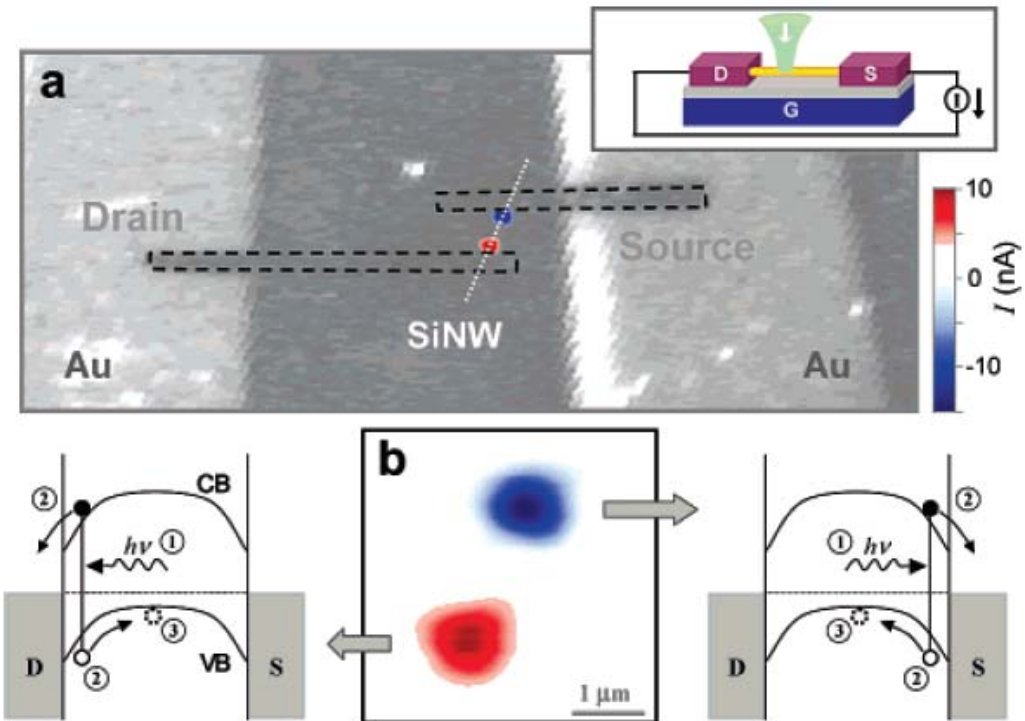 a
D
S
G
I
Drain
Source
SiNW
Au
Au
10
0
-10
I (nA)
b
1 μm
CB
②
hν ①
③
VB
②
D
S
②
① hν
③
②
D
S